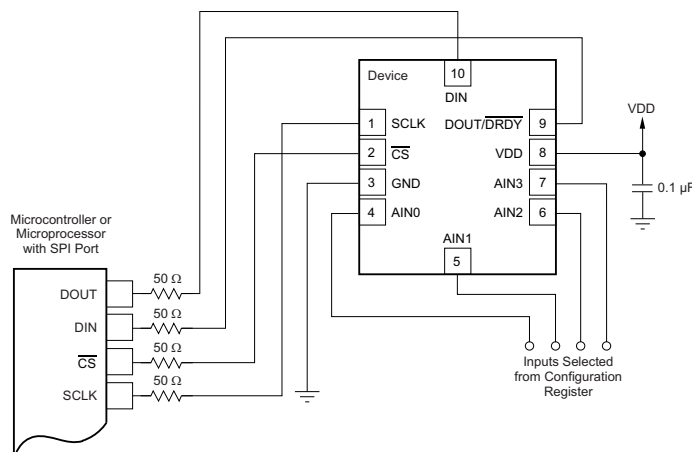 Device
10
DIN
1
SCLK
DOUT/DRDY
9
VDD
2
CS
VDD
8
3
GND
AIN3
7
0.1 µF
4
AIN0
AIN2
6
AIN1
5
Microcontroller or
Microprocessor
with SPI Port
50 Ω
DOUT
50 Ω
DIN
50 Ω
CS
50 Ω
SCLK
Inputs Selected
from Configuration
Register